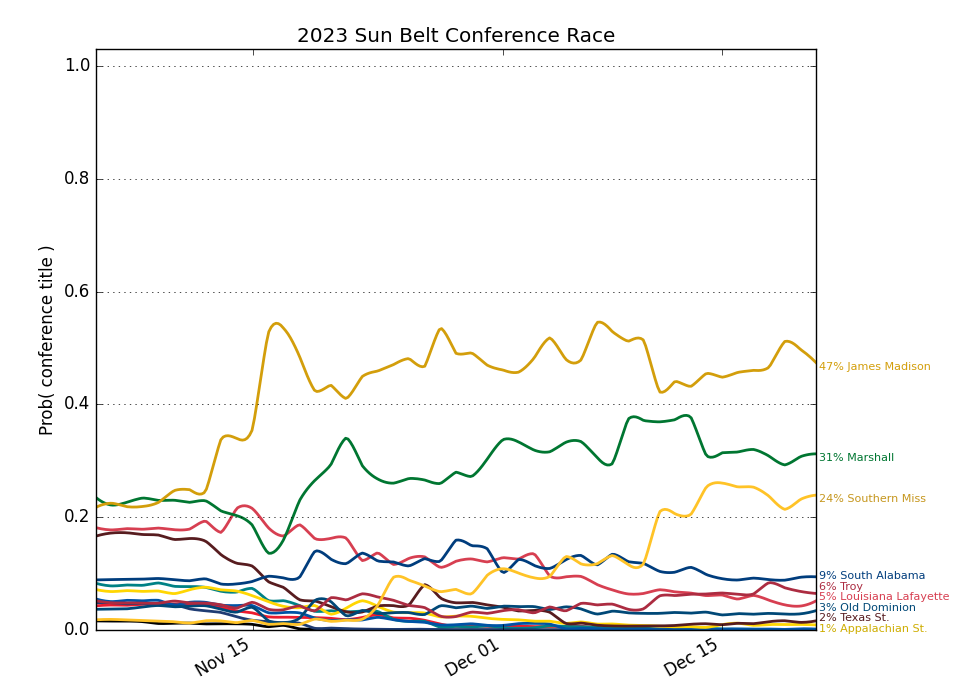 2023 Sun Belt Conference Race
Prob( conference title )
1.0
0.8
0.6
0.4
0.2
0.0
Nov 15
Dec 01
Dec 15
47% James Madison
31% Marshall
24% Southern Miss
9% South Alabama
6% Troy
5% Louisiana Lafayette
3% Old Dominion
2% Texas St.
1% Appalachian St.